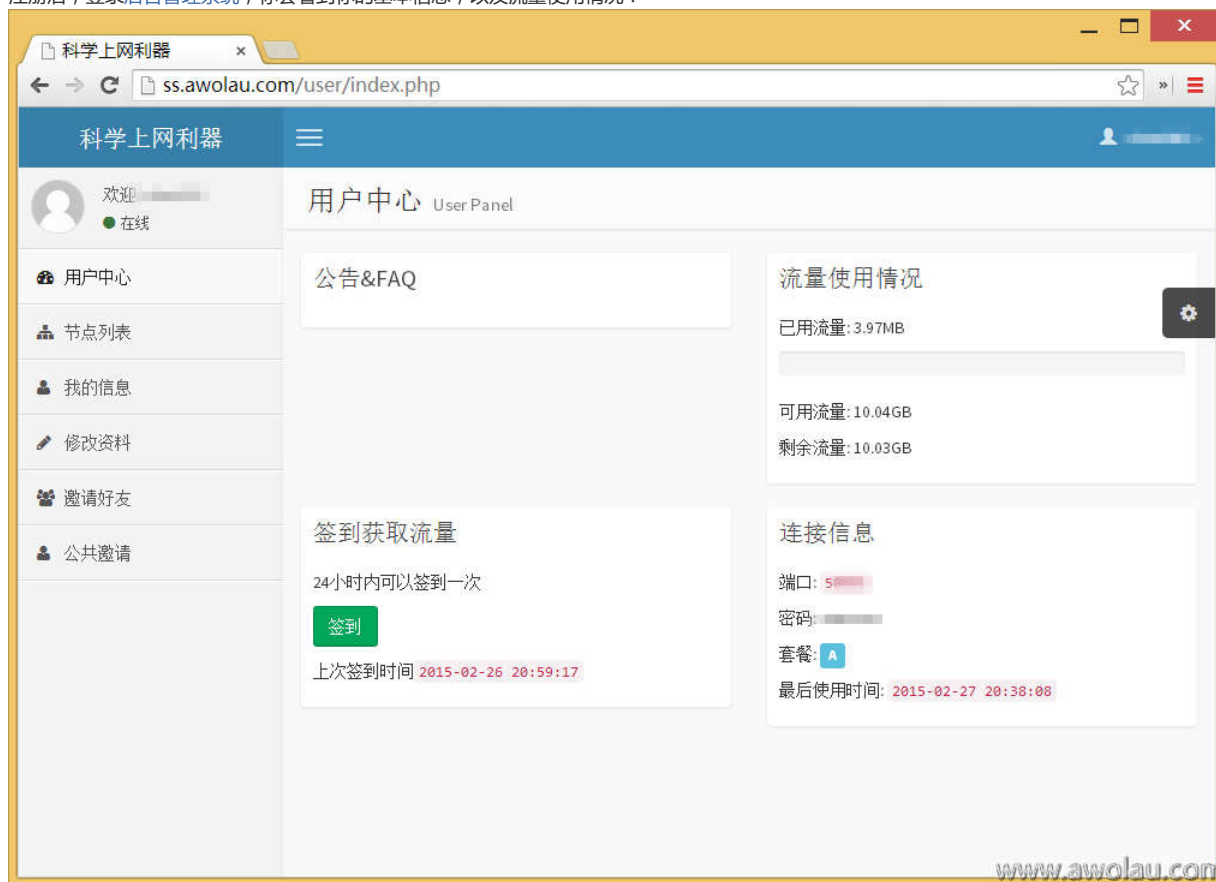 科学上网利器
ss.awolau.com/user/index.php
科学上网利器
欢迎
在线
用户中心
节点列表
我的信息
修改资料
邀请好友
公共邀请
用户中心 User Panel
公告&FAQ
流量使用情况
已用流量: 3.97MB
可用流量: 10.04GB
剩余流量: 10.03GB
签到获取流量
24小时内可以签到一次
签到
上次签到时间 2015-02-26 20:59:17
连接信息
端口: 5
密码:
套餐: A
最后使用时间: 2015-02-27 20:38:08
www.awolau.com